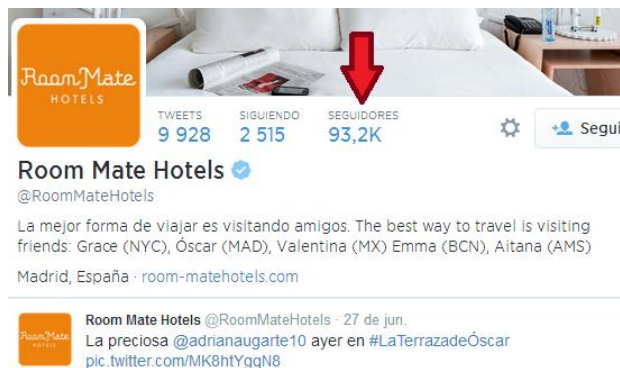 Room Mate
HOTELS
TWEETS SIGUIENDO SEGUIDORES
9 928 2 515 93,2K
Segui
Room Mate Hotels
@RoomMateHotels
La mejor forma de viajar es visitando amigos. The best way to travel is visiting
friends: Grace (NYC), Óscar (MAD), Valentina (MX) Emma (BCN), Aitana (AMS)
Madrid, España · room-matehotels.com
Room Mate
HOTELS
Room Mate Hotels @RoomMateHotels · 27 de jun.
La preciosa @adrianaugarte10 ayer en #LaTerrazadeÓscar
pic.twitter.com/MK8htYgqN8